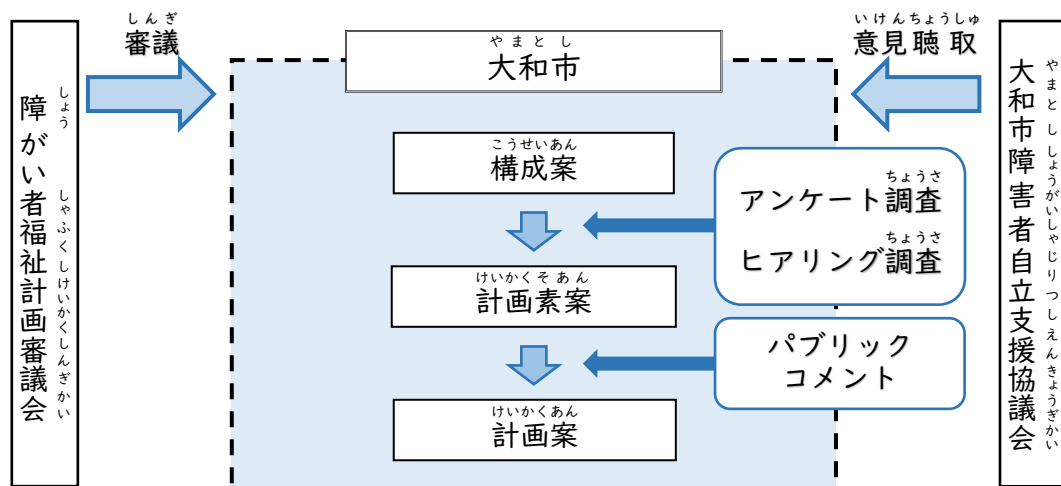 しんぎ
審議
いけんちょうしゅ
意見聴取
やまとし
大和市
しょう しゃふくしけいかくしんぎかい
障がい者福祉計画審議会
こうせいあん
構成案
ちょうさ
アンケート調査
ちょうさ
ヒアリング調査
けいかくそあん
計画素案
パブリック
コメント
けいかくあん
計画案
やまとししょうがいしゃじりつしえんきょうぎかい
大和市障害者自立支援協議会